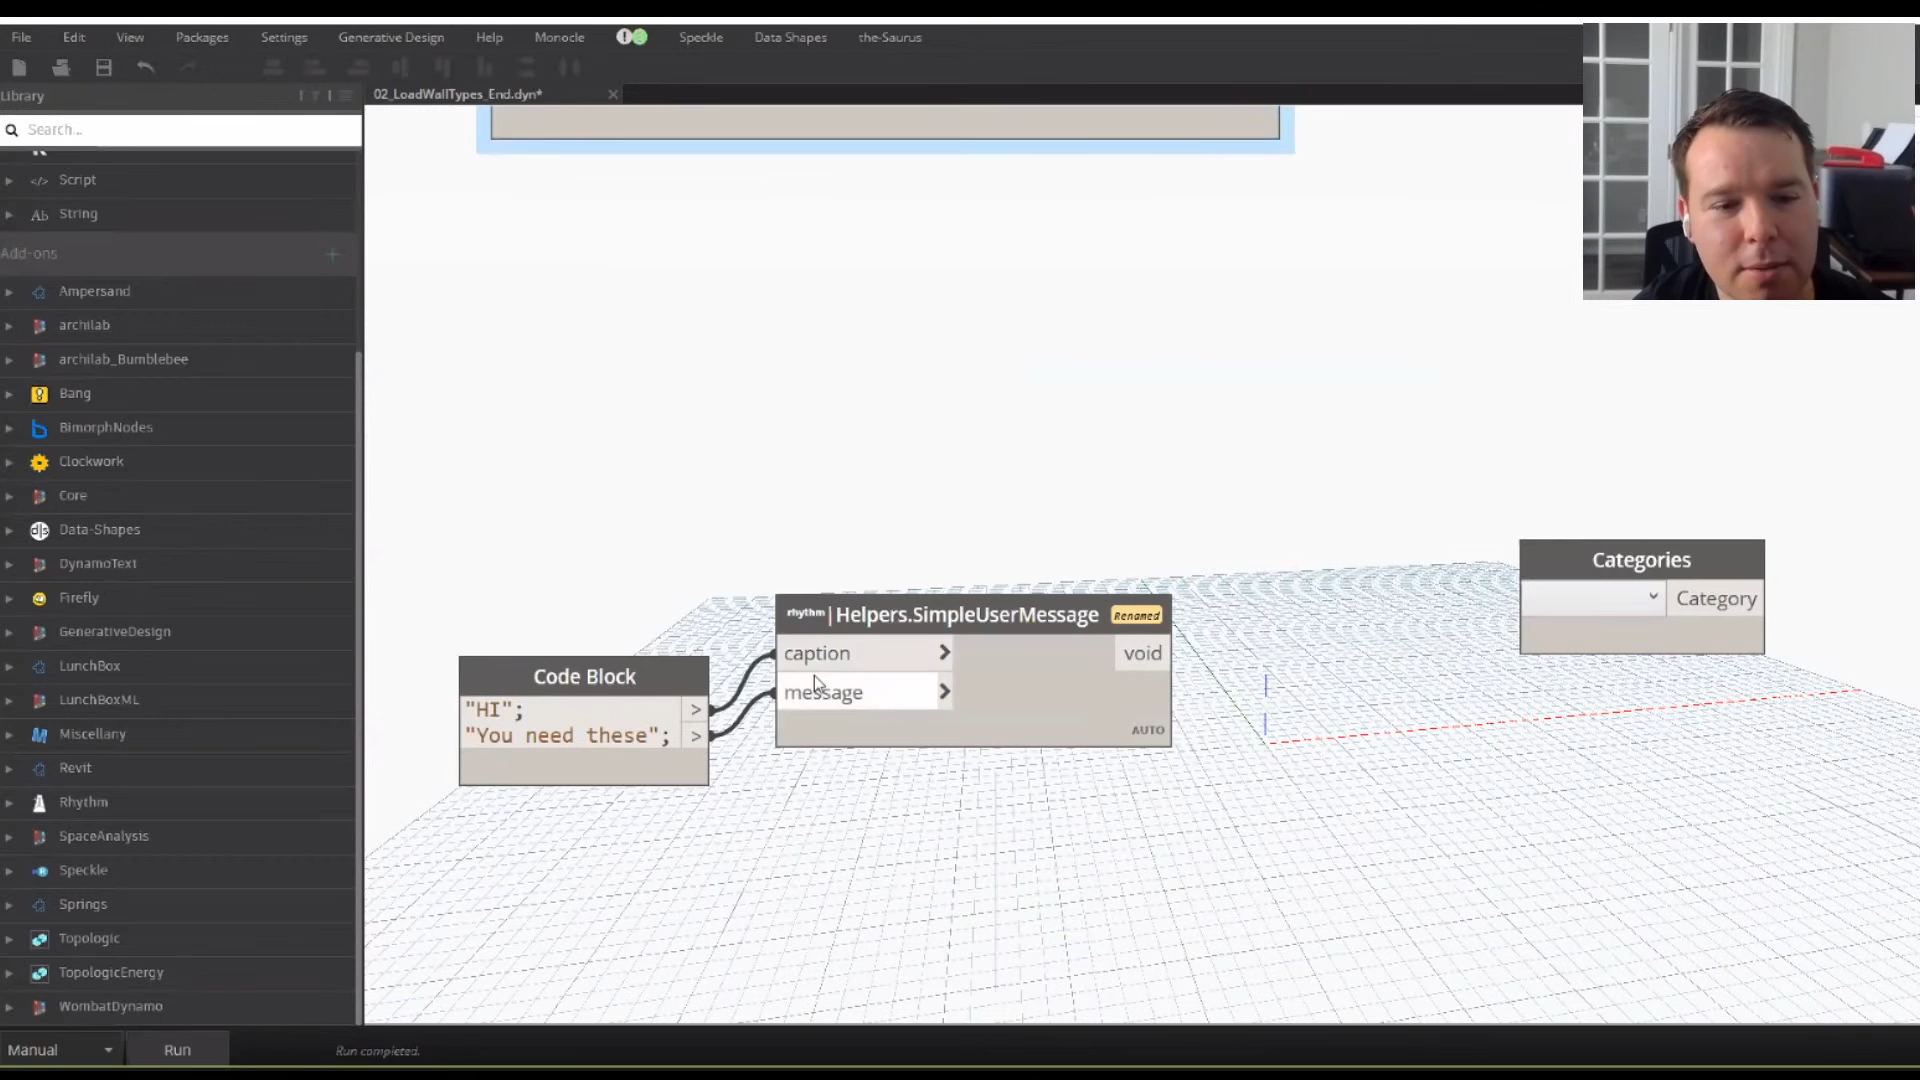 File Edit View Packages Settings Generative Design Help Monocle Speckle Data Shapes the-Saurus
Library
02_LoadWallTypes_End.dyn*
Search...
Script
String
Add-ons
Ampersand
archilab
archilab_Bumblebee
Bang
BimorphNodes
Clockwork
Core
Data-Shapes
DynamoText
Firefly
GenerativeDesign
LunchBox
LunchBoxML
Miscellany
Revit
Rhythm
SpaceAnalysis
Speckle
Springs
Topologic
TopologicEnergy
WombatDynamo
Code Block
"HI"; >
"You need these"; >
rhythm|Helpers.SimpleUserMessage Renamed
caption > void
message >
AUTO
Categories
Category
Manual Run Run completed.